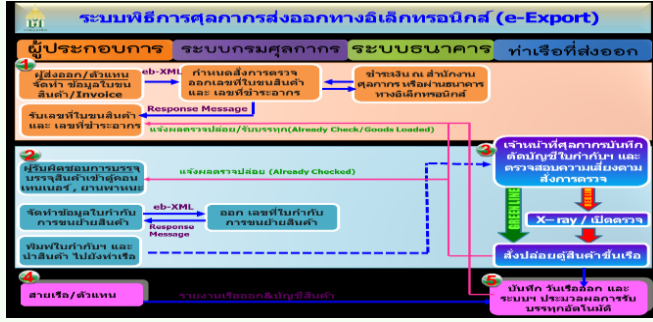 ระบบพิธีการศุลกากรส่งออกทางอิเล็กทรอนิกส์ (e-Export)
ผู้ประกอบการ
ระบบกรมศุลกากร
ระบบธนาคาร
ท่าเรือที่ส่งออก
1
ผู้ส่งออก/ตัวแทน
จัดทำ ข้อมูลใบขน
สินค้า/Invoice
eb-XML
กำหนดสั่งการตรวจ
ออกเลขที่ใบขนสินค้า
และ เลขที่ชำระอากร
ชำระเงิน ณ สำนักงาน
ศุลกากร หรือผ่านธนาคาร
ทางอิเล็กทรอนิกส์
Response Message
รับเลขที่ใบขนสินค้า
และ เลขที่ชำระอากร
แจ้งผลตรวจปล่อย/รับบรรทุก(Already Check/Goods Loaded)
2
ผู้รับผิดชอบการบรรจุ
บรรจุสินค้าเข้าตู้คอน
เทนเนอร์, ยานพาหนะ
แจ้งผลตรวจปล่อย (Already Checked)
3
เจ้าหน้าที่ศุลกากรบันทึก
ตัดบัญชีใบกำกับฯ และ
ตรวจสอบความเสี่ยงตาม
สั่งการตรวจ
จัดทำข้อมูลใบกำกับ
การขนย้ายสินค้า
eb-XML
Response
Message
ออก เลขที่ใบกำกับ
การขนย้ายสินค้า
GREEN LINE
X-ray / เปิดตรวจ
พิมพ์ใบกำกับฯ และ
นำสินค้า ไปยังท่าเรือ
สั่งปล่อยตู้สินค้าขึ้นเรือ
4
สายเรือ/ตัวแทน
รายงานเรือออก&บัญชีสินค้า
5
บันทึก วันเรือออก และ
ระบบฯ ประมวลผลการรับ
บรรทุกอัตโนมัติ